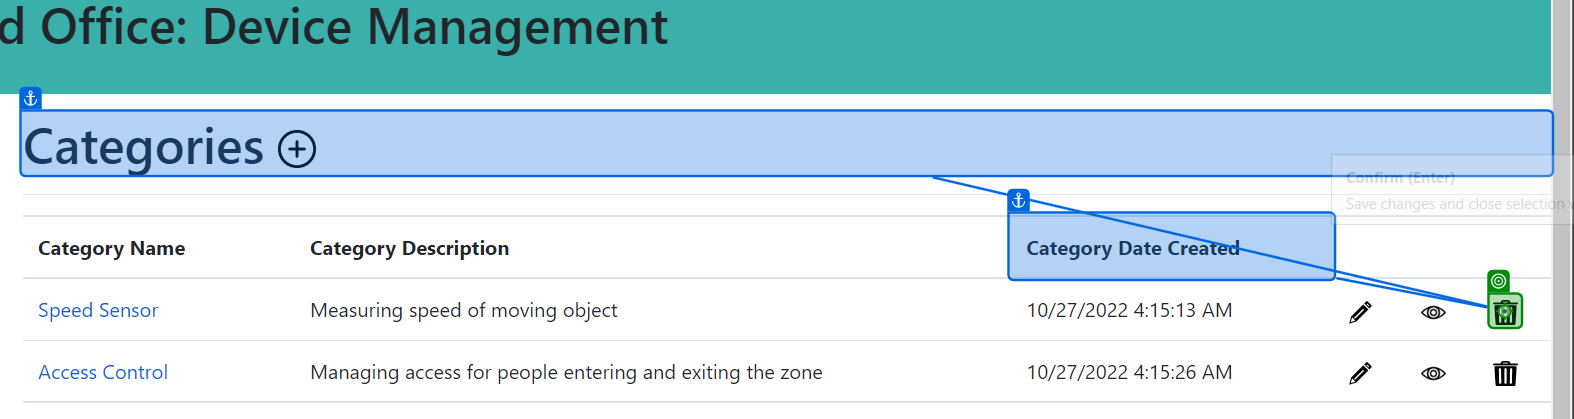 d Office: Device Management
Categories
Confirm (Enter)
Save changes and close selection
Category Name Category Description Category Date Created
Speed Sensor Measuring speed of moving object 10/27/2022 4:15:13 AM
Access Control Managing access for people entering and exiting the zone 10/27/2022 4:15:26 AM